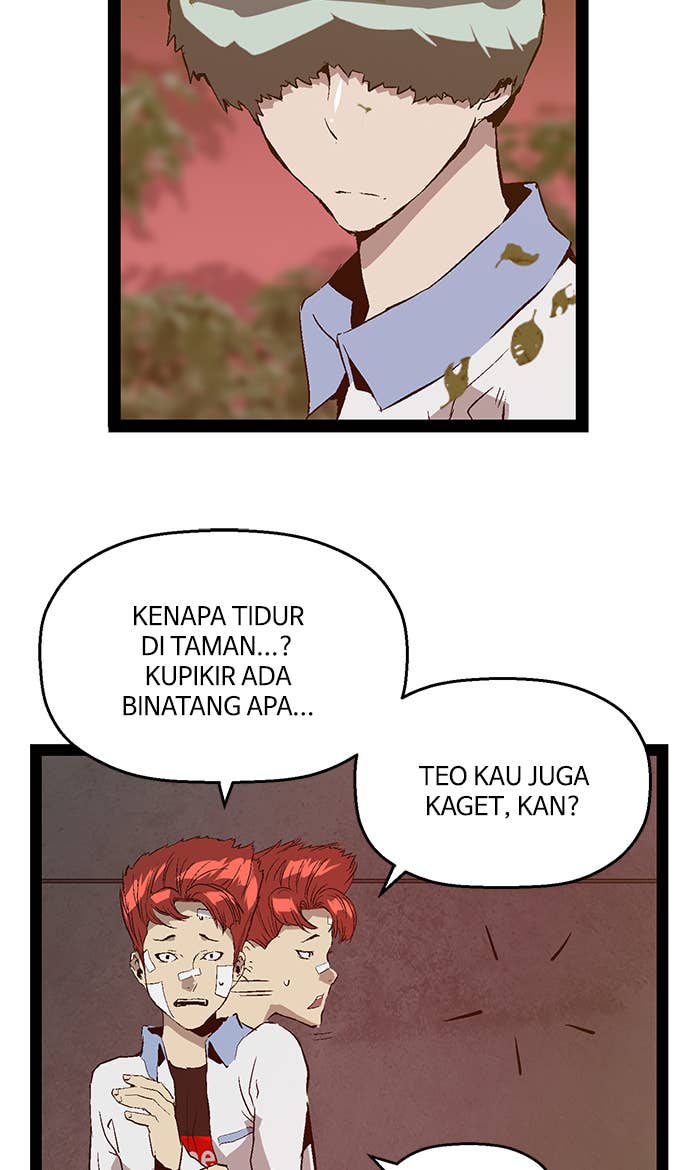 KENAPA TIDUR
DI TAMAN...?
KUPIKIR ADA
BINATANG APA...
TEO KAU JUGA
KAGET, KAN?